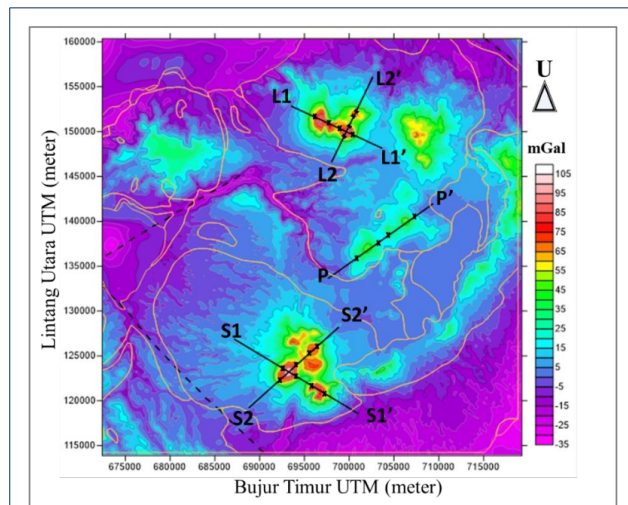 160000
155000
150000
145000
140000
135000
130000
125000
120000
115000
Lintang Utara UTM (meter)
675000 680000 685000 690000 695000 700000 705000 710000 715000
Bujur Timur UTM (meter)
L1
L2'
L2
L1'
P'
P
S1
S2'
S2
S1'
U
mGal
105
95
85
75
65
55
45
35
25
15
5
-5
-15
-25
-35